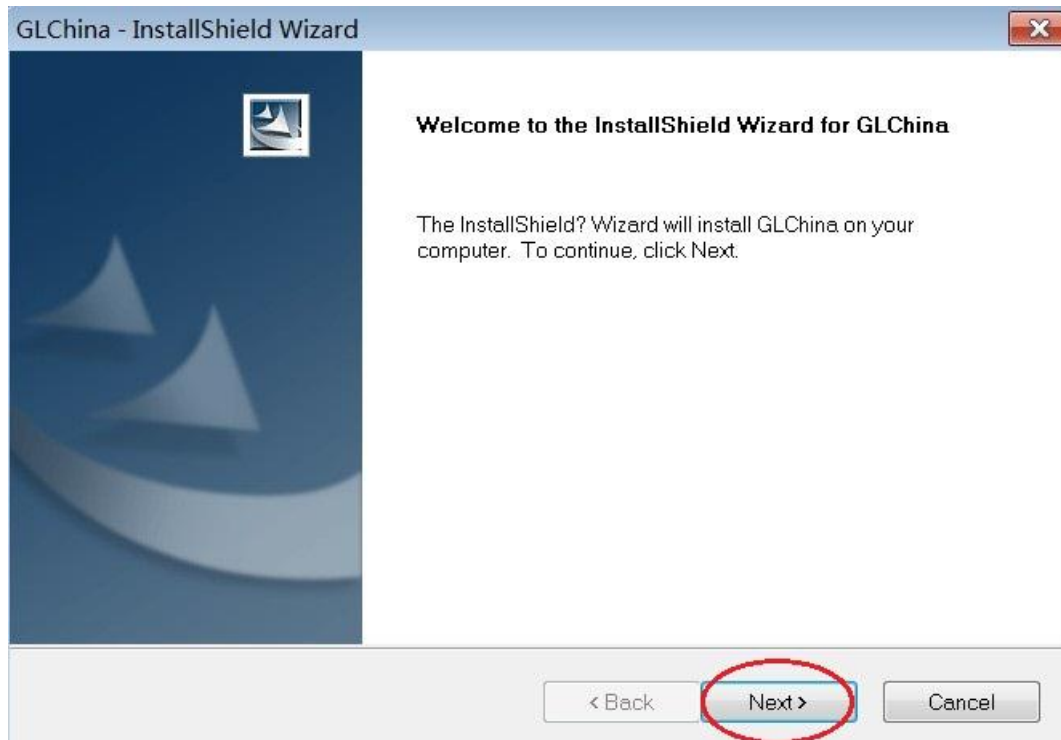 GLChina - InstallShield Wizard
Welcome to the InstallShield Wizard for GLChina
The InstallShield? Wizard will install GLChina on your
computer. To continue, click Next.
< Back
Next >
Cancel